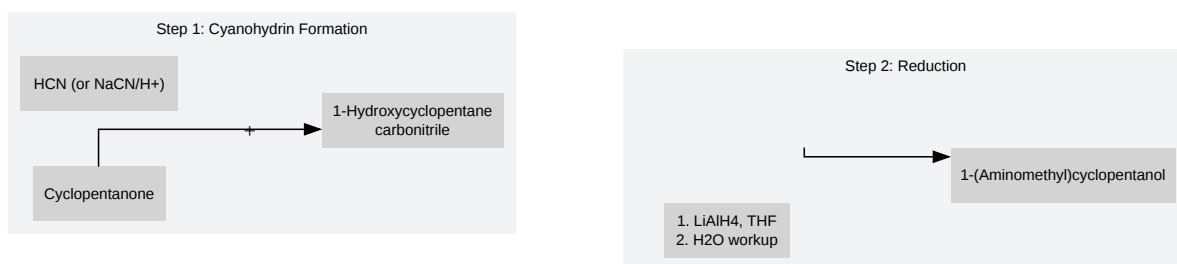 Step 1: Cyanohydrin Formation
HCN (or NaCN/H+)
1-Hydroxycyclopentane
carbonitrile
+
Cyclopentanone
Step 2: Reduction
1-(Aminomethyl)cyclopentanol
1. LiAlH4, THF
2. H2O workup